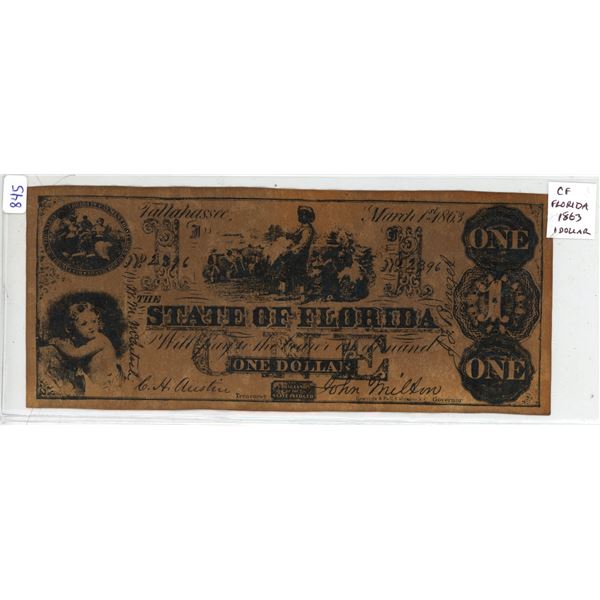 845
CF
FLORIDA
1863
1 DOLLAR
Tallahassee, March 1st 1863
No 2396 No 2396
ONE
1
ONE
THE
STATE OF FLORIDA
Will pay to the bearer on demand
ONE DOLLAR
C. H. Austin John Milton
Treasurer Governor